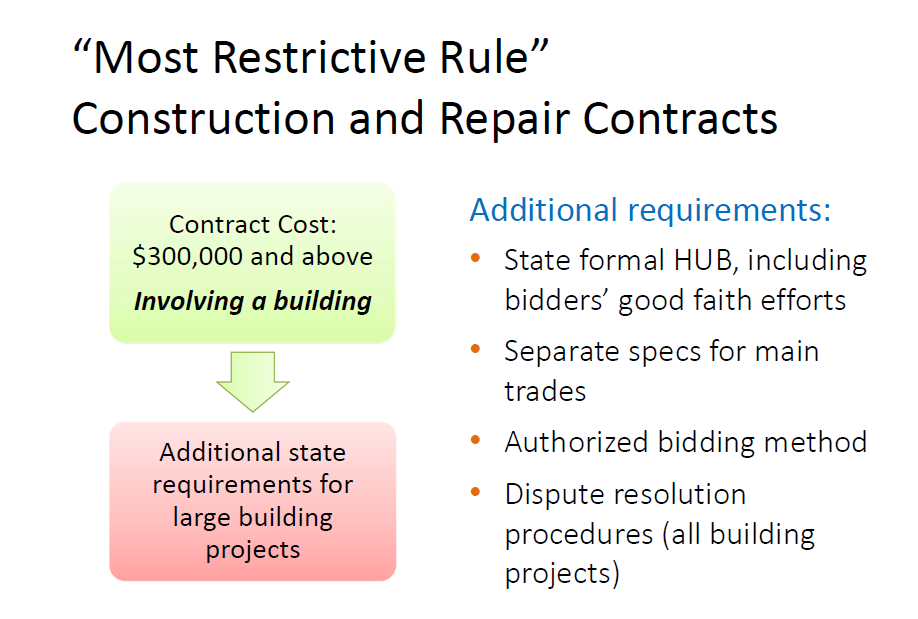 “Most Restrictive Rule”
Construction and Repair Contracts
Contract Cost:
$300,000 and above
Involving a building
Additional state
requirements for
large building
projects
Additional requirements:
• State formal HUB, including
bidders’ good faith efforts
• Separate specs for main
trades
• Authorized bidding method
• Dispute resolution
procedures (all building
projects)